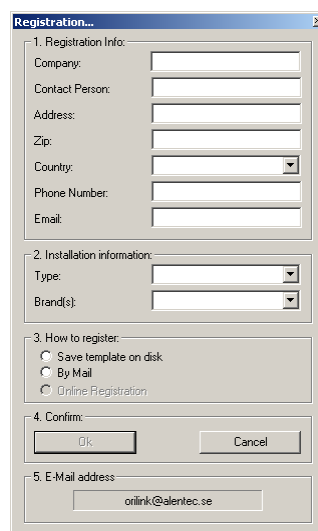 Registration...
1. Registration Info:
Company:
Contact Person:
Address:
Zip:
Country:
Phone Number:
Email:
2. Installation information:
Type:
Brand(s):
3. How to register:
Save template on disk
By Mail
Online Registration
4. Confirm:
Ok Cancel
5. E-Mail address
orilink@alentec.se